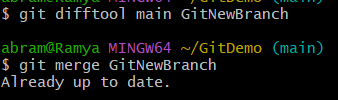 $ git difftool main GitNewBranch
abram@Ramya MINGW64 ~/GitDemo (main)
$ git merge GitNewBranch
Already up to date.